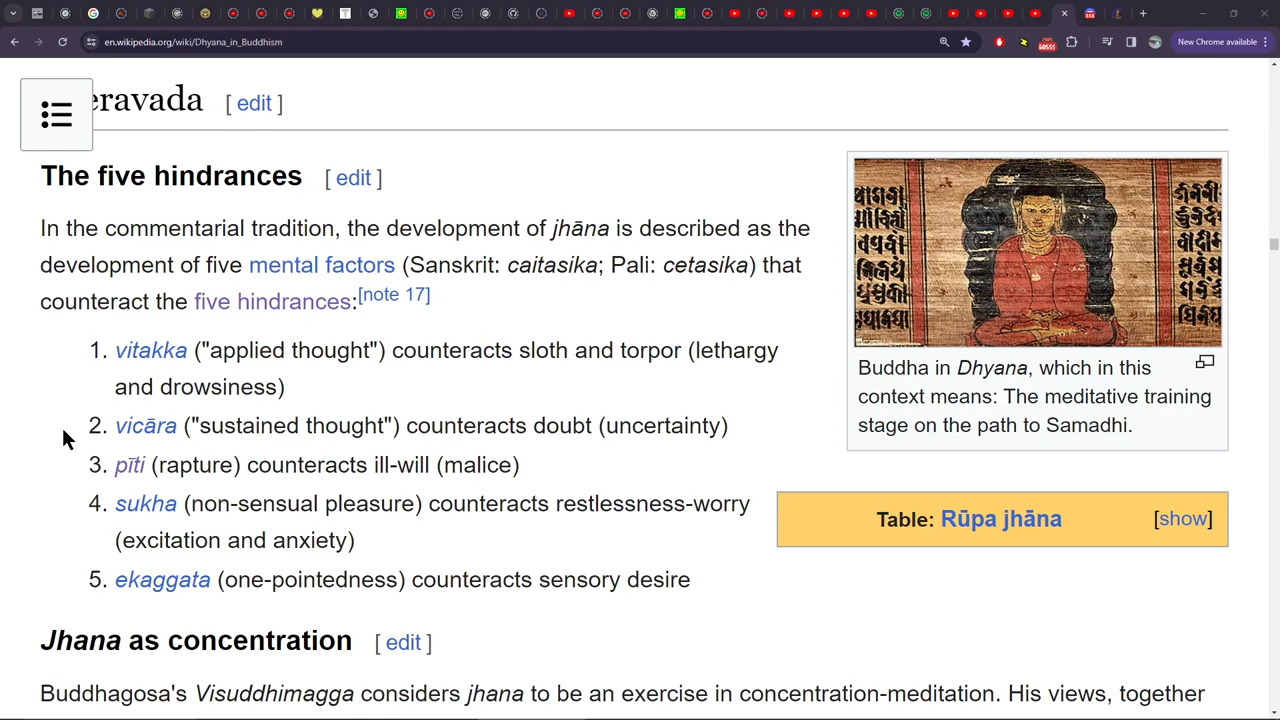 en.wikipedia.org/wiki/Dhyana_in_Buddhism
New Chrome available
eravada [ edit ]
The five hindrances [ edit ]
In the commentarial tradition, the development of jhāna is described as the
development of five mental factors (Sanskrit: caitasika; Pali: cetasika) that
counteract the five hindrances:[note 17]
1. vitakka ("applied thought") counteracts sloth and torpor (lethargy
and drowsiness)
2. vicāra ("sustained thought") counteracts doubt (uncertainty)
3. pīti (rapture) counteracts ill-will (malice)
4. sukha (non-sensual pleasure) counteracts restlessness-worry
(excitation and anxiety)
5. ekaggata (one-pointedness) counteracts sensory desire
Buddha in Dhyana, which in this
context means: The meditative training
stage on the path to Samadhi.
Table: Rūpa jhāna [show]
Jhana as concentration [ edit ]
Buddhagosa's Visuddhimagga considers jhana to be an exercise in concentration-meditation. His views, together